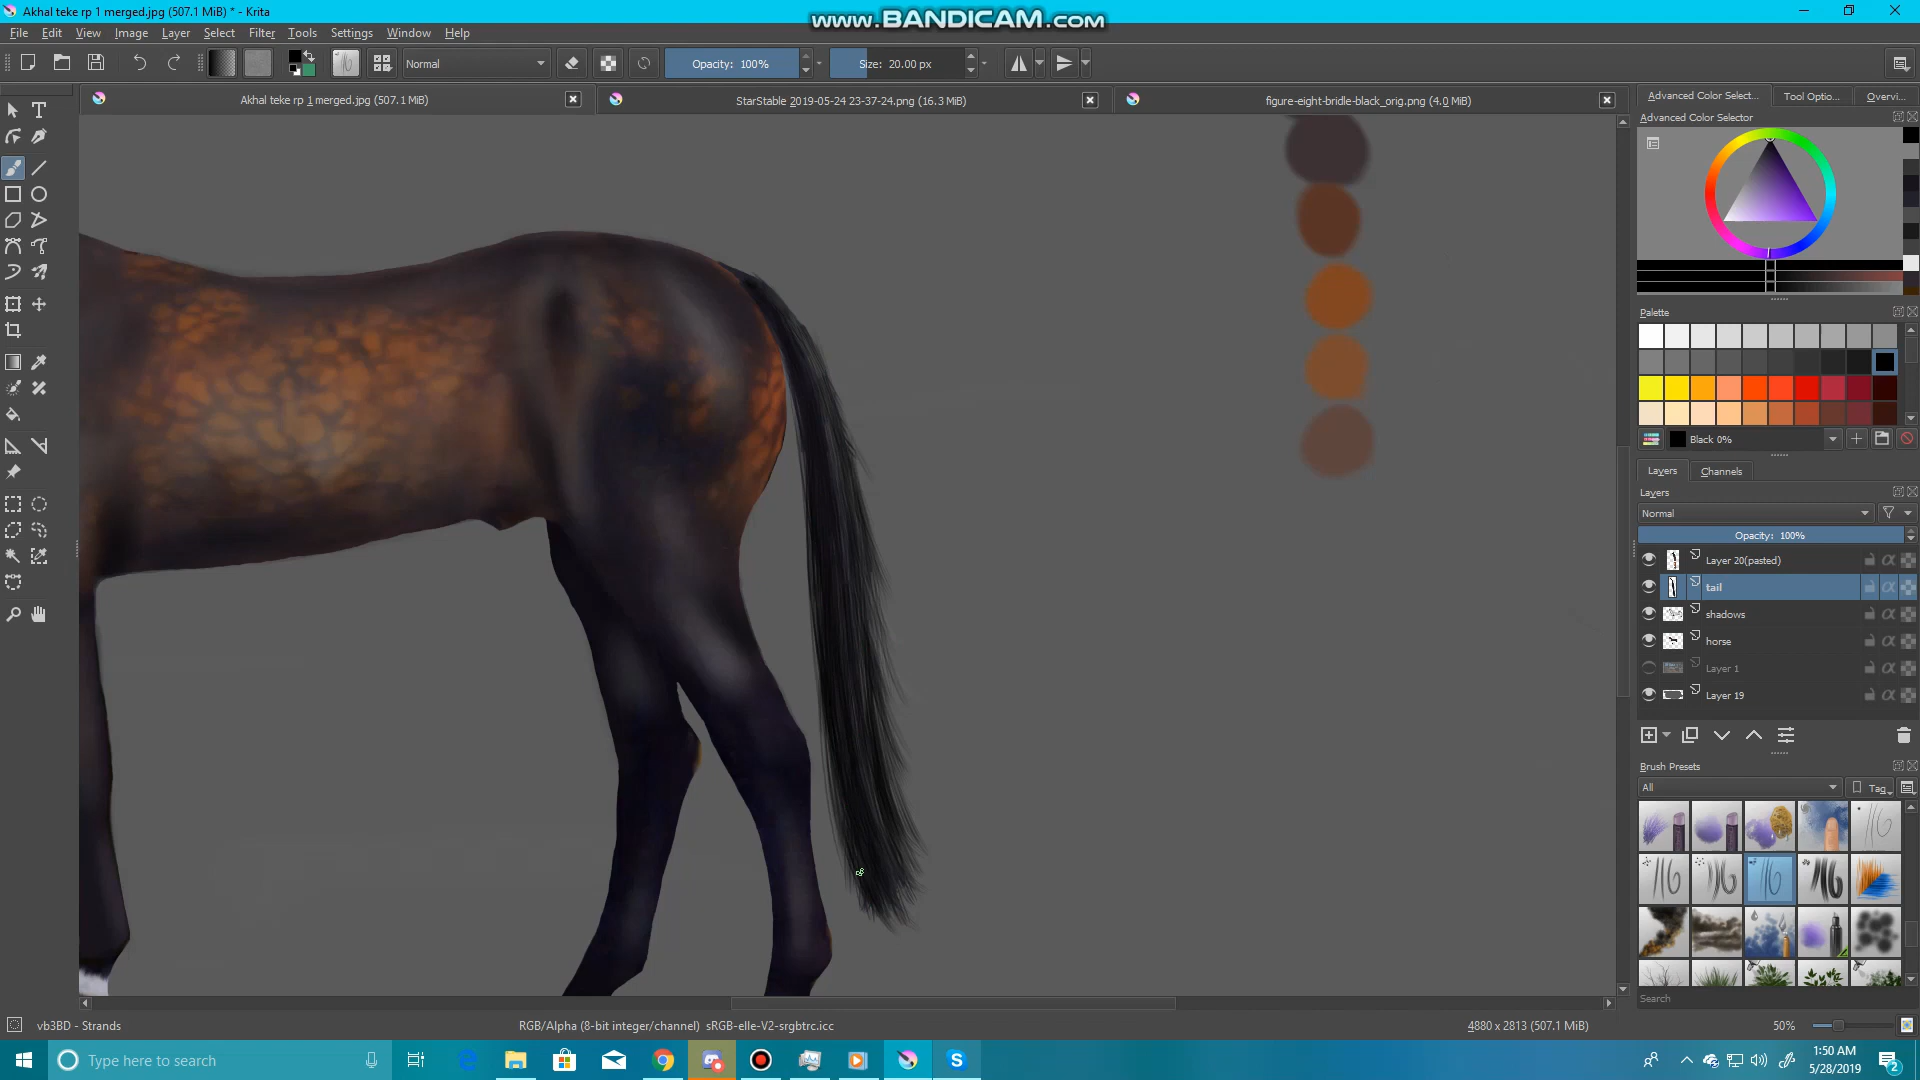 Akhal teke rp 1 merged.jpg (507.1 MiB) * - Krita
www.BANDICAM.com
File Edit View Image Layer Filter Tools Settings Window Help
Normal
Opacity: 100%
Size: 20.00 px
Akhal teke rp 1 merged.jpg (507.1 MiB)
StarStable 2019-05-24 23-37-24.png (16.3 MiB)
figure-eight-bridle-black_orig.png (4.0 MiB)
Advanced Color Select... Tool Optio... Overvi...
Advanced Color Selector
Palette
Black 0%
Layers Channels
Layers
Normal
Opacity: 100%
Layer 20(pasted)
tail
shadows
horse
Layer 1
Layer 19
Brush Presets
All
Tag
Search
vb3BD - Strands
RGB/Alpha (8-bit integer/channel) sRGB-elle-V2-srgbtrc.icc
4880 x 2813 (507.1 MiB)
50%
Type here to search
1:50 AM
5/28/2019
2